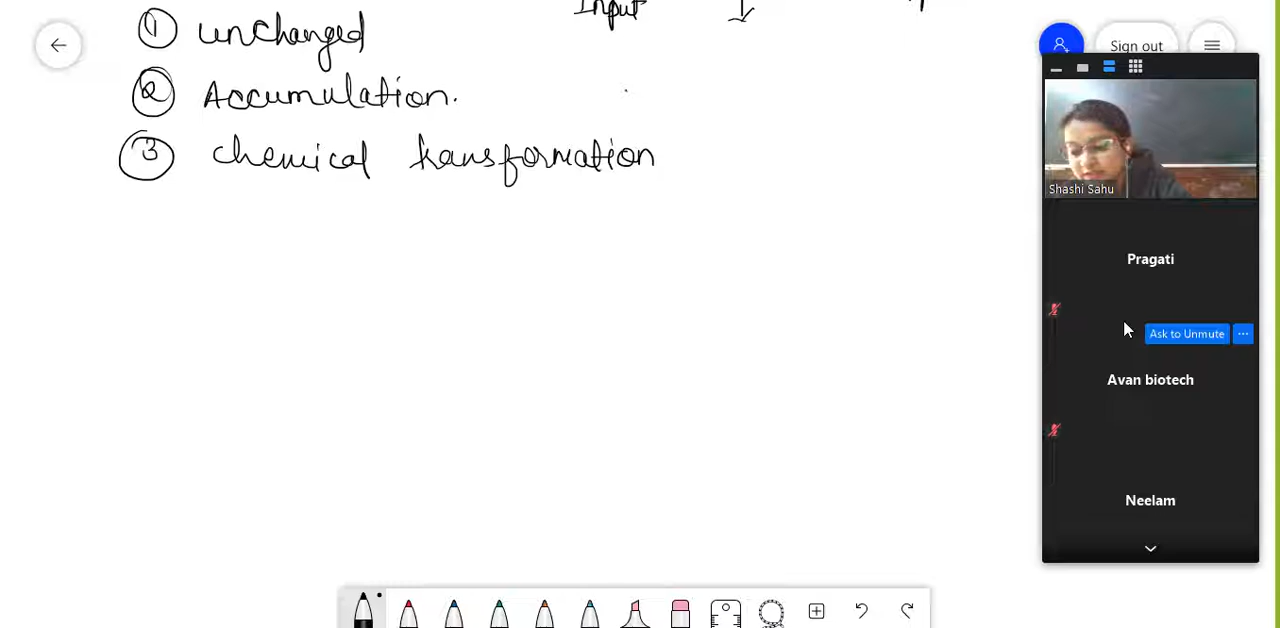 Input
① unchanged
② Accumulation.
③ chemical transformation
Sign out
Shashi Sahu
Pragati
Ask to Unmute
Avan biotech
Neelam